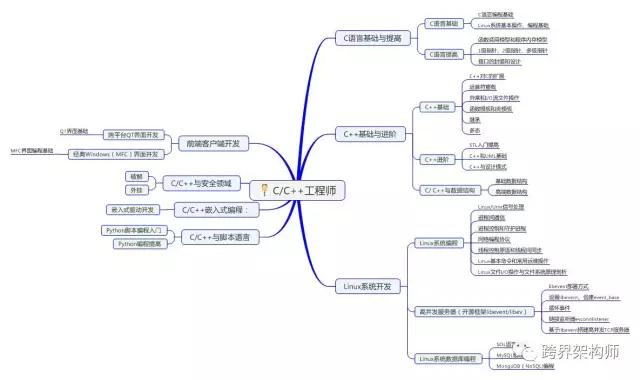 C/C++工程师
C语言基础与提高
C语言基础
C语言编程基础
Linux系统基本操作、编程基础
C语言提高
函数调用模型和程序内存模型
1级指针、2级指针、多级指针
接口的封装和设计
C++基础与进阶
C++基础
C++对C的扩展
运算符重载
异常和I/O流文件操作
函数模板和类模板
继承
多态
C++进阶
STL入门提高
C++和UML基础
C++与设计模式
C/ C++与数据结构
基础数据结构
高端数据结构
Linux系统开发
Linux系统编程
Linux/Unix信号处理
进程间通信
进程控制和守护进程
网络编程协议
线程控制原语和线程间同步
Linux基本命令和常用运维操作
Linux文件I/O操作与文件系统原理剖析
高并发服务器（开源框架libevent/libev）
libevent部署方式
设置libevent、创建event_base
循环事件
链接监听器evconnlistener
基于libevent搭建高并发TCP服务器
Linux系统数据库编程
SQL语言
MySQL
MongoDB（NoSQL)编程
前端客户端开发
跨平台QT界面开发
QT界面基础
经典Windows（MFC）界面开发
MFC界面编程基础
C/C++与安全领域
破解
外挂
C/C++嵌入式编程：
嵌入式驱动开发
C/C++与脚本语言
Python脚本编程入门
Python编程提高
跨界架构师